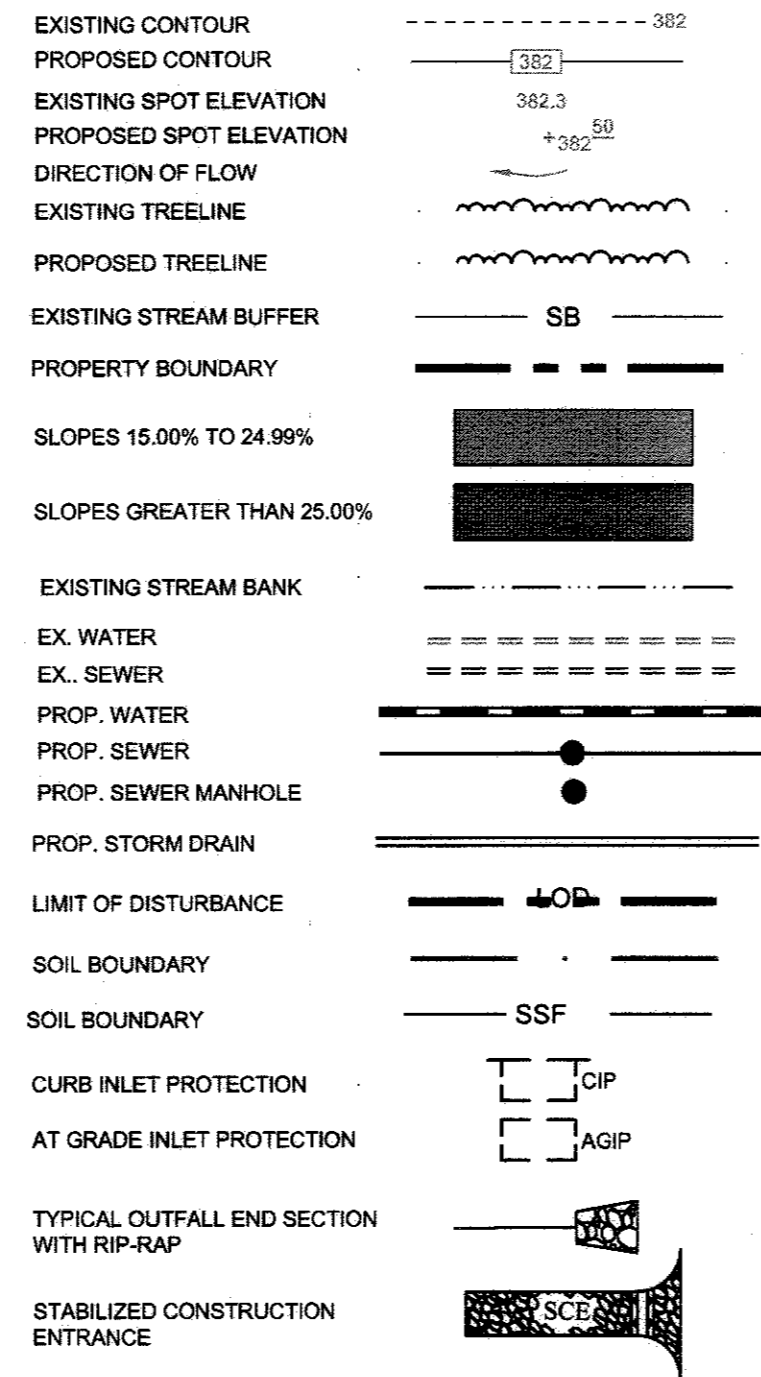 EXISTING CONTOUR 382
PROPOSED CONTOUR 382
EXISTING SPOT ELEVATION 382.3
PROPOSED SPOT ELEVATION +382 50
DIRECTION OF FLOW
EXISTING TREELINE
PROPOSED TREELINE
EXISTING STREAM BUFFER SB
PROPERTY BOUNDARY
SLOPES 15.00% TO 24.99%
SLOPES GREATER THAN 25.00%
EXISTING STREAM BANK
EX. WATER
EX.. SEWER
PROP. WATER
PROP. SEWER
PROP. SEWER MANHOLE
PROP. STORM DRAIN
LIMIT OF DISTURBANCE LOD
SOIL BOUNDARY
SOIL BOUNDARY SSF
CURB INLET PROTECTION CIP
AT GRADE INLET PROTECTION AGIP
TYPICAL OUTFALL END SECTION
WITH RIP-RAP
STABILIZED CONSTRUCTION SCE
ENTRANCE